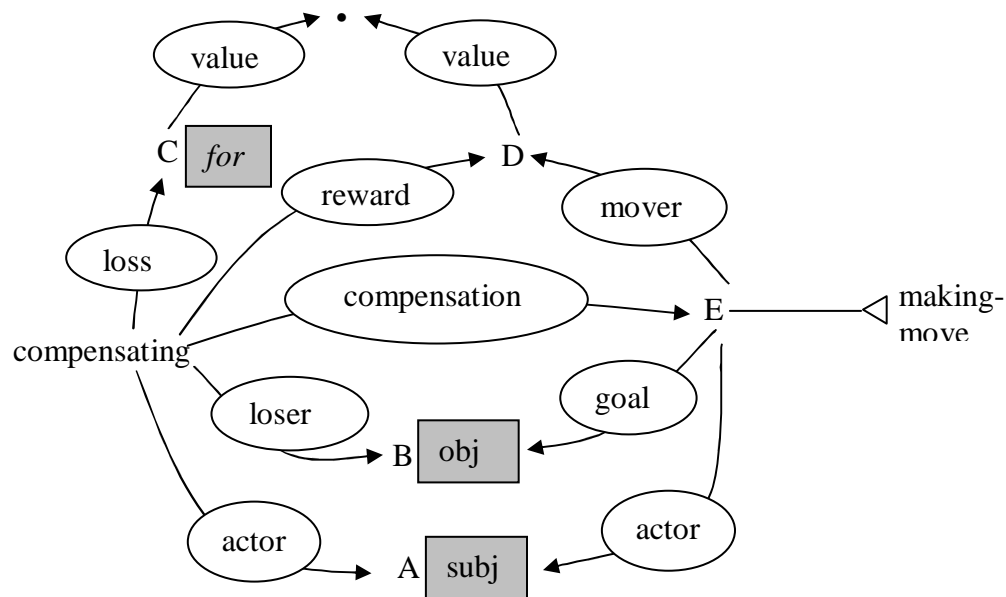 value value
C for D
reward mover
loss
compensation E making-
move
compensating
loser goal
B obj
actor actor
A subj